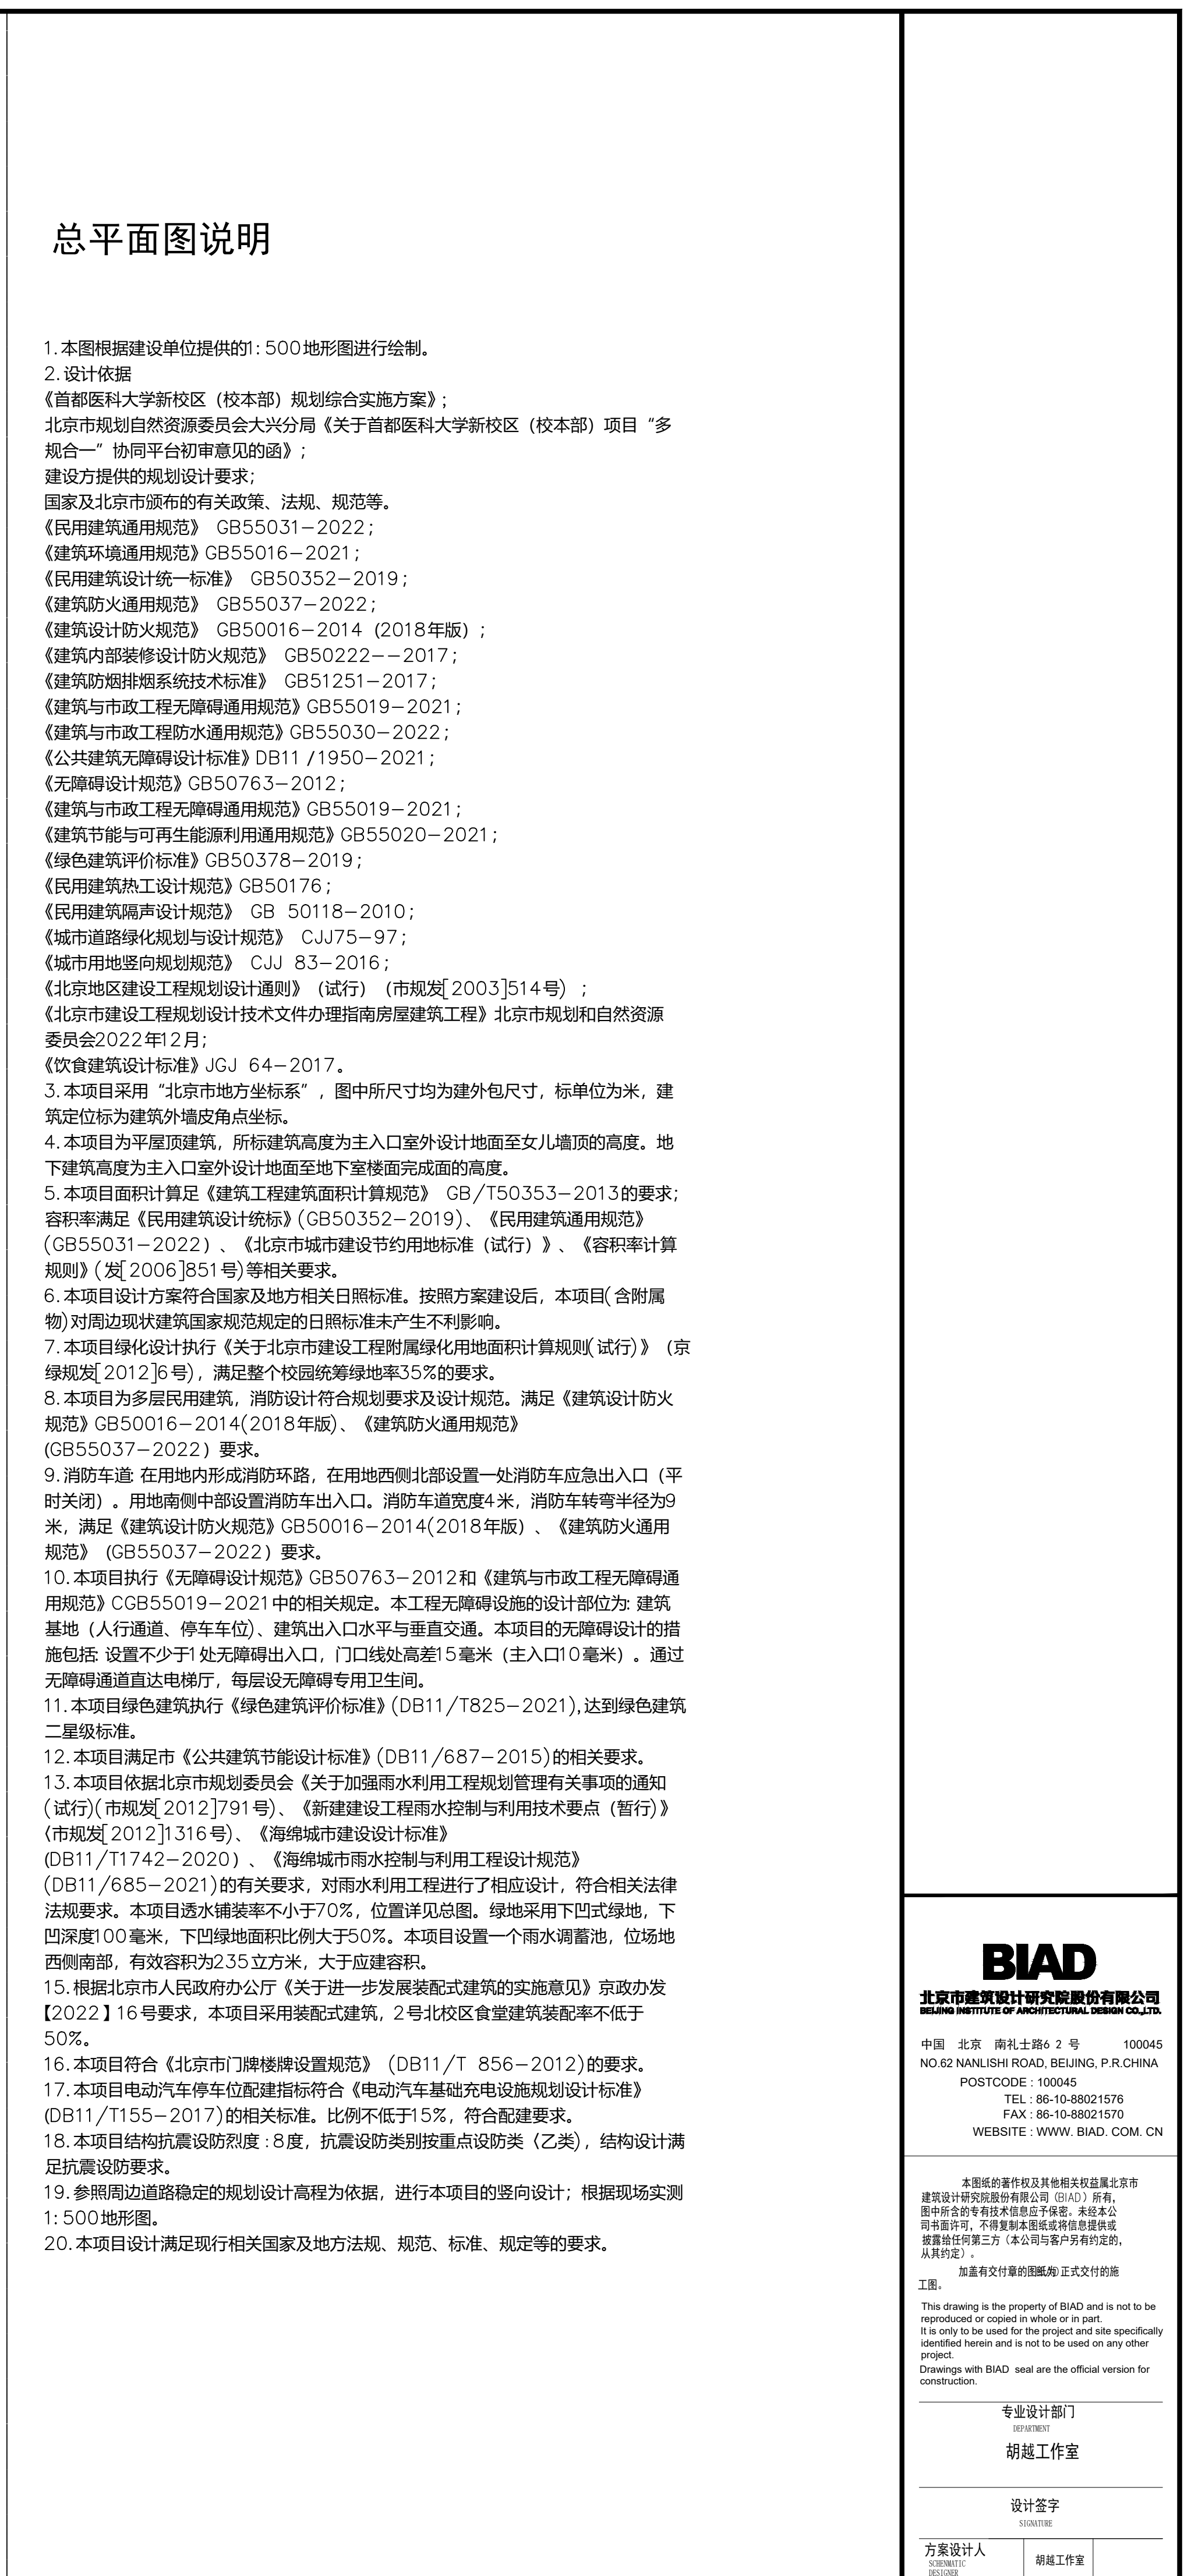 总平面图说明
1.本图根据建设单位提供的1:500地形图进行绘制。
2.设计依据
《首都医科大学新校区（校本部）规划综合实施方案》；
北京市规划自然资源委员会大兴分局《关于首都医科大学新校区（校本部）项目“多
规合一”协同平台初审意见的函》；
建设方提供的规划设计要求；
国家及北京市颁布的有关政策、法规、规范等。
《民用建筑通用规范》 GB55031-2022；
《建筑环境通用规范》GB55016-2021；
《民用建筑设计统一标准》 GB50352-2019；
《建筑防火通用规范》 GB55037-2022；
《建筑设计防火规范》 GB50016-2014 (2018年版）；
《建筑内部装修设计防火规范》 GB50222--2017；
《建筑防烟排烟系统技术标准》 GB51251-2017；
《建筑与市政工程无障碍通用规范》GB55019-2021；
《建筑与市政工程防水通用规范》GB55030-2022；
《公共建筑无障碍设计标准》DB11 /1950-2021；
《无障碍设计规范》GB50763-2012；
《建筑与市政工程无障碍通用规范》GB55019-2021；
《建筑节能与可再生能源利用通用规范》GB55020-2021；
《绿色建筑评价标准》GB50378-2019；
《民用建筑热工设计规范》GB50176；
《民用建筑隔声设计规范》 GB 50118-2010；
《城市道路绿化规划与设计规范》 CJJ75-97；
《城市用地竖向规划规范》 CJJ 83-2016；
《北京地区建设工程规划设计通则》（试行）（市规发[2003]514号) ；
《北京市建设工程规划设计技术文件办理指南房屋建筑工程》北京市规划和自然资源
委员会2022年12月；
《饮食建筑设计标准》JGJ 64-2017。
3.本项目采用“北京市地方坐标系”，图中所尺寸均为建外包尺寸，标单位为米，建
筑定位标为建筑外墙皮角点坐标。
4.本项目为平屋顶建筑，所标建筑高度为主入口室外设计地面至女儿墙顶的高度。地
下建筑高度为主入口室外设计地面至地下室楼面完成面的高度。
5.本项目面积计算足《建筑工程建筑面积计算规范》 GB/T50353-2013的要求；
容积率满足《民用建筑设计统标》(GB50352-2019)、《民用建筑通用规范》
(GB55031-2022）、《北京市城市建设节约用地标准（试行）》、《容积率计算
规则》(发[2006]851号)等相关要求。
6.本项目设计方案符合国家及地方相关日照标准。按照方案建设后，本项目(含附属
物)对周边现状建筑国家规范规定的日照标准未产生不利影响。
7.本项目绿化设计执行《关于北京市建设工程附属绿化用地面积计算规则(试行)》（京
绿规发[2012]6号)，满足整个校园统筹绿地率35%的要求。
8.本项目为多层民用建筑，消防设计符合规划要求及设计规范。满足《建筑设计防火
规范》GB50016-2014(2018年版)、《建筑防火通用规范》
(GB55037-2022）要求。
9.消防车道:在用地内形成消防环路，在用地西侧北部设置一处消防车应急出入口（平
时关闭）。用地南侧中部设置消防车出入口。消防车道宽度4米，消防车转弯半径为9
米，满足《建筑设计防火规范》GB50016-2014(2018年版）、《建筑防火通用
规范》（GB55037-2022）要求。
10.本项目执行《无障碍设计规范》GB50763-2012和《建筑与市政工程无障碍通
用规范》CGB55019-2021中的相关规定。本工程无障碍设施的设计部位为:建筑
基地（人行通道、停车车位)、建筑出入口水平与垂直交通。本项目的无障碍设计的措
施包括:设置不少于1处无障碍出入口，门口线处高差15毫米（主入口10毫米）。通过
无障碍通道直达电梯厅，每层设无障碍专用卫生间。
11.本项目绿色建筑执行《绿色建筑评价标准》(DB11/T825-2021),达到绿色建筑
二星级标准。
12.本项目满足市《公共建筑节能设计标准》(DB11/687-2015)的相关要求。
13.本项目依据北京市规划委员会《关于加强雨水利用工程规划管理有关事项的通知
(试行)(市规发[2012]791号)、《新建建设工程雨水控制与利用技术要点（暂行)》
〈市规发[2012]1316号)、《海绵城市建设设计标准》
(DB11/T1742-2020）、《海绵城市雨水控制与利用工程设计规范》
(DB11/685-2021)的有关要求，对雨水利用工程进行了相应设计，符合相关法律
法规要求。本项目透水铺装率不小于70%，位置详见总图。绿地采用下凹式绿地，下
凹深度100毫米，下凹绿地面积比例大于50%。本项目设置一个雨水调蓄池，位场地
西侧南部，有效容积为235立方米，大于应建容积。
15.根据北京市人民政府办公厅《关于进一步发展装配式建筑的实施意见》京政办发
【2022】16号要求，本项目采用装配式建筑，2号北校区食堂建筑装配率不低于
50%。
16.本项目符合《北京市门牌楼牌设置规范》 (DB11/T 856-2012)的要求。
17.本项目电动汽车停车位配建指标符合《电动汽车基础充电设施规划设计标准》
(DB11/T155-2017)的相关标准。比例不低于15%，符合配建要求。
18.本项目结构抗震设防烈度:8度，抗震设防类别按重点设防类〈乙类)，结构设计满
足抗震设防要求。
19.参照周边道路稳定的规划设计高程为依据，进行本项目的竖向设计；根据现场实测
1:500地形图。
20.本项目设计满足现行相关国家及地方法规、规范、标准、规定等的要求。
BIAD
北京市建筑设计研究院股份有限公司
BEIJING INSTITUTE OF ARCHITECTURAL DESIGN CO.,LTD.
中国 北京 南礼士路6 2 号 100045
NO.62 NANLISHI ROAD, BEIJING, P.R.CHINA
POSTCODE : 100045
TEL : 86-10-88021576
FAX : 86-10-88021570
WEBSITE : WWW. BIAD. COM. CN
本图纸的著作权及其他相关权益属北京市
建筑设计研究院股份有限公司（BIAD）所有，
图中所含的专有技术信息应予保密。未经本公
司书面许可，不得复制本图纸或将信息提供或
披露给任何第三方（本公司与客户另有约定的，
从其约定）。
加盖有交付章的图纸为正式交付的施
工图。
This drawing is the property of BIAD and is not to be
reproduced or copied in whole or in part.
It is only to be used for the project and site specifically
identified herein and is not to be used on any other
project.
Drawings with BIAD seal are the official version for
construction.
专业设计部门
DEPARTMENT
胡越工作室
设计签字
SIGNATURE
方案设计人 胡越工作室
SCHENMATIC
DESIGNER